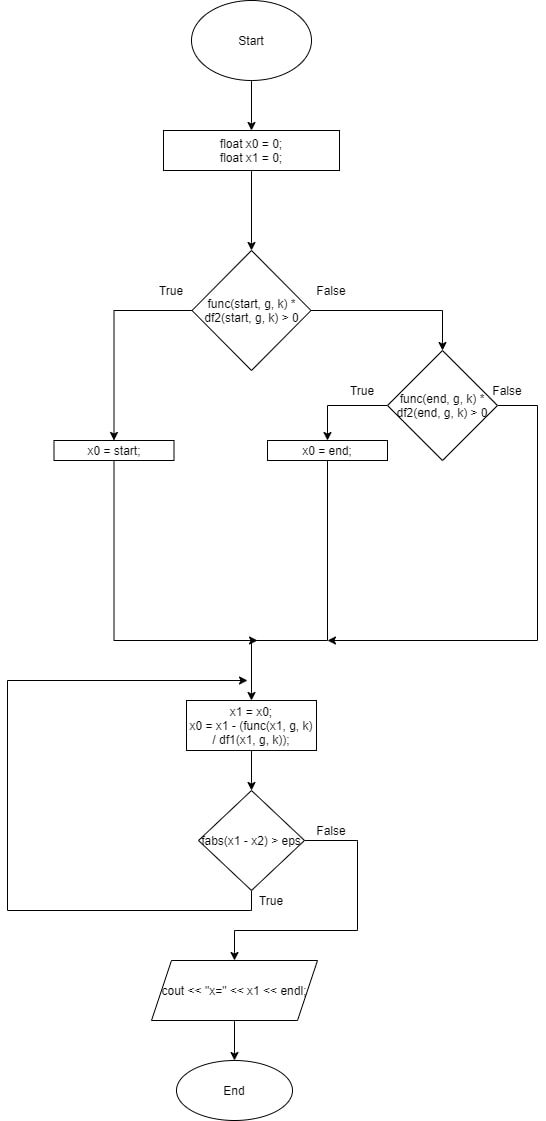 Start
float x0 = 0;
float x1 = 0;
True
False
func(start, g, k) *
df2(start, g, k) > 0
True
False
func(end, g, k) *
df2(end, g, k) > 0
x0 = start;
x0 = end;
x1 = x0;
x0 = x1 - (func(x1, g, k)
/ df1(x1, g, k));
False
fabs(x1 - x2) > eps
True
cout << "x=" << x1 << endl;
End